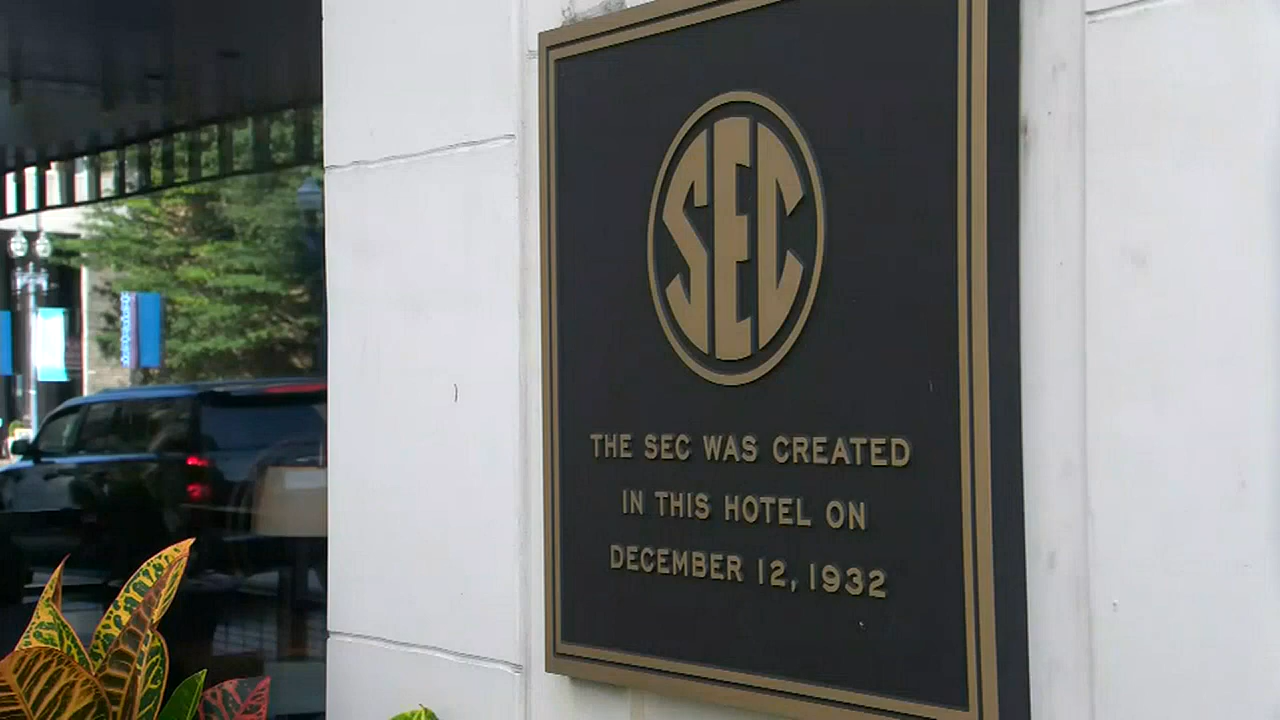 SEC
THE SEC WAS CREATED
IN THIS HOTEL ON
DECEMBER 12, 1932